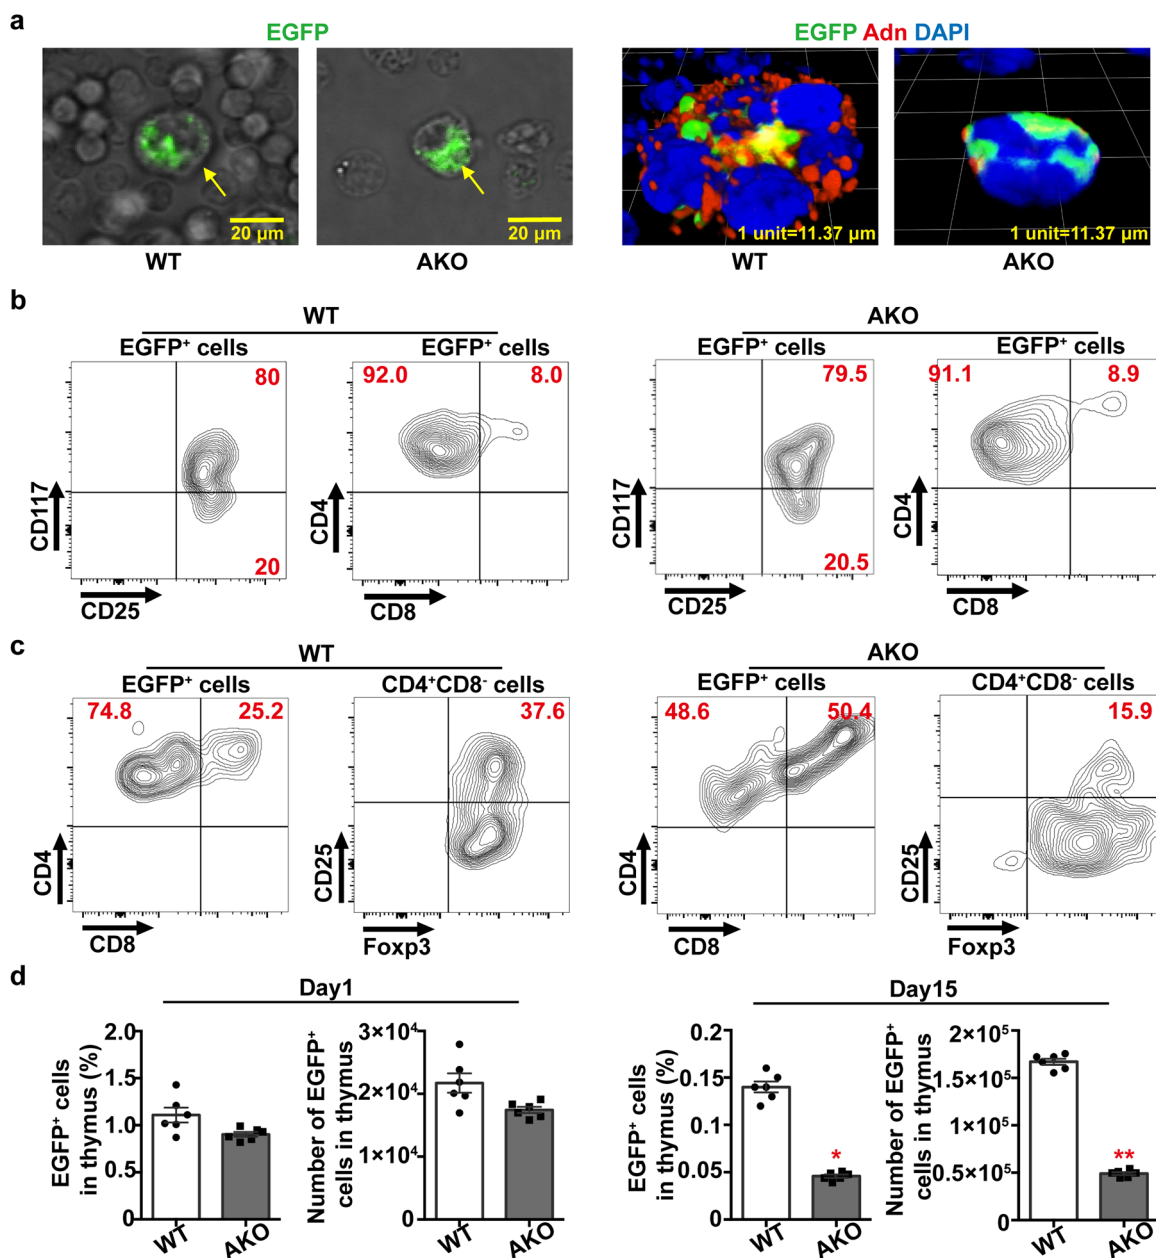 a
EGFP
EGFP Adn DAPI
20 μm
20 μm
1 unit=11.37 μm
1 unit=11.37 μm
WT
AKO
WT
AKO
b
WT
AKO
EGFP+ cells
EGFP+ cells
EGFP+ cells
EGFP+ cells
80
92.0
8.0
79.5
91.1
8.9
CD117
CD4
CD117
CD4
20
20.5
CD25
CD8
CD25
CD8
c
WT
AKO
EGFP+ cells
CD4+CD8- cells
EGFP+ cells
CD4+CD8- cells
74.8
25.2
37.6
48.6
50.4
15.9
CD4
CD25
CD4
CD25
CD8
Foxp3
CD8
Foxp3
d
Day1
Day15
EGFP+ cells
in thymus (%)
2.0
1.5
1.0
0.5
0
WT
AKO
Number of EGFP+
cells in thymus
3×10⁴
2×10⁴
1×10⁴
0
WT
AKO
EGFP+ cells
in thymus (%)
0.2
0.15
0.1
0.05
0
*
WT
AKO
Number of EGFP+
cells in thymus
2×10⁵
1.5×10⁵
1×10⁵
0.5×10⁵
0
**
WT
AKO